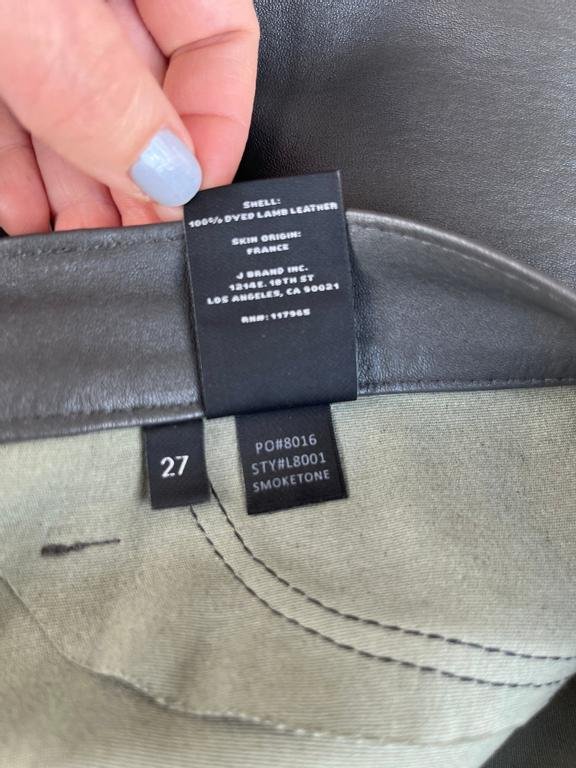 SHELL:
100% DYED LAMB LEATHER
SKIN ORIGIN:
FRANCE
J BRAND INC.
1214E. 18TH ST
LOS ANGELES, CA 90021
RN#: 117965
27
PO#8016
STY#L8001
SMOKETONE